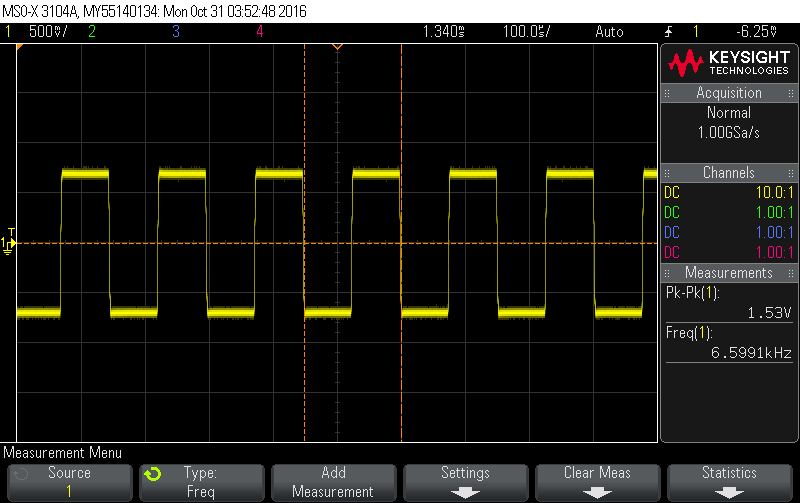 MSO-X 3104A, MY55140134: Mon Oct 31 03:52:48 2016
1 500mV/ 2 3 4 1.340s 100.0s/ Auto 1 -6.25V
KEYSIGHT
TECHNOLOGIES
Acquisition
Normal
1.00GSa/s
Channels
DC 10.0:1
DC 1.00:1
DC 1.00:1
DC 1.00:1
Measurements
Pk-Pk(1):
1.53V
Freq(1):
6.5991kHz
T
1
Measurement Menu
Source
1
Type:
Freq
Add
Measurement
Settings
Clear Meas
Statistics